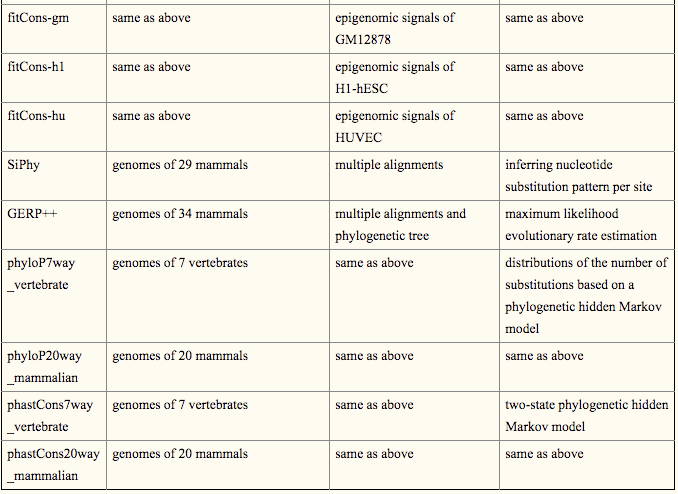 fitCons-gm same as above epigenomic signals of same as above
GM12878
fitCons-h1 same as above epigenomic signals of same as above
H1-hESC
fitCons-hu same as above epigenomic signals of same as above
HUVEC
SiPhy genomes of 29 mammals multiple alignments inferring nucleotide
substitution pattern per site
GERP++ genomes of 34 mammals multiple alignments and maximum likelihood
phylogenetic tree evolutionary rate estimation
phyloP7way genomes of 7 vertebrates same as above distributions of the number of
_vertebrate substitutions based on a
phylogenetic hidden Markov
model
phyloP20way genomes of 20 mammals same as above same as above
_mammalian
phastCons7way genomes of 7 vertebrates same as above two-state phylogenetic hidden
_vertebrate Markov model
phastCons20way genomes of 20 mammals same as above same as above
_mammalian